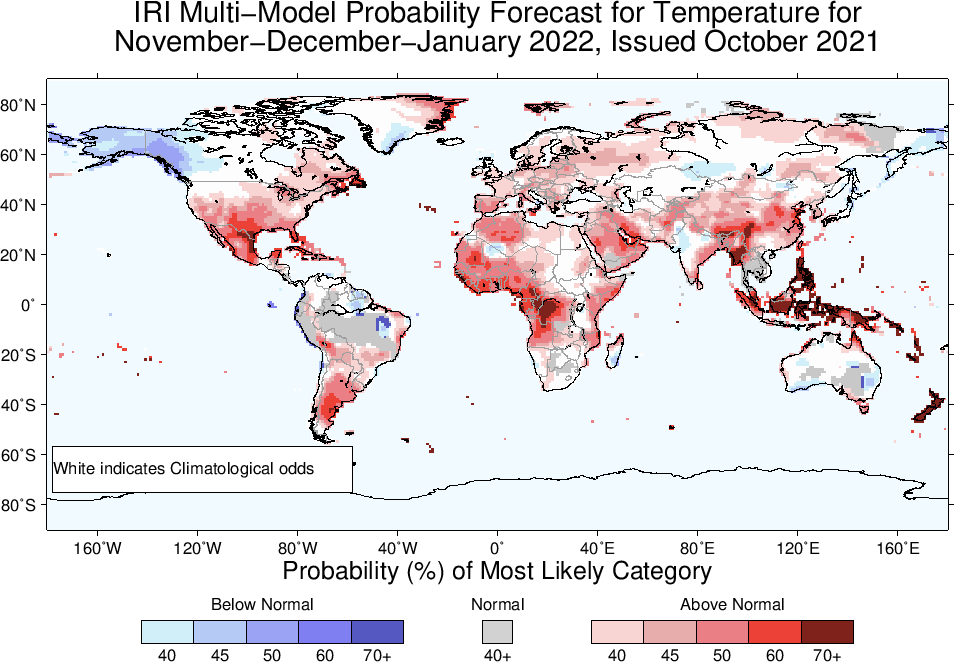 IRI Multi−Model Probability Forecast for Temperature for
November−December−January 2022, Issued October 2021
80˚N
60˚N
40˚N
20˚N
0˚
20˚S
40˚S
60˚S
80˚S
White indicates Climatological odds
160˚W 120˚W 80˚W 40˚W 0˚ 40˚E 80˚E 120˚E 160˚E
Probability (%) of Most Likely Category
Below Normal Normal Above Normal
40 45 50 60 70+ 40+ 40 45 50 60 70+